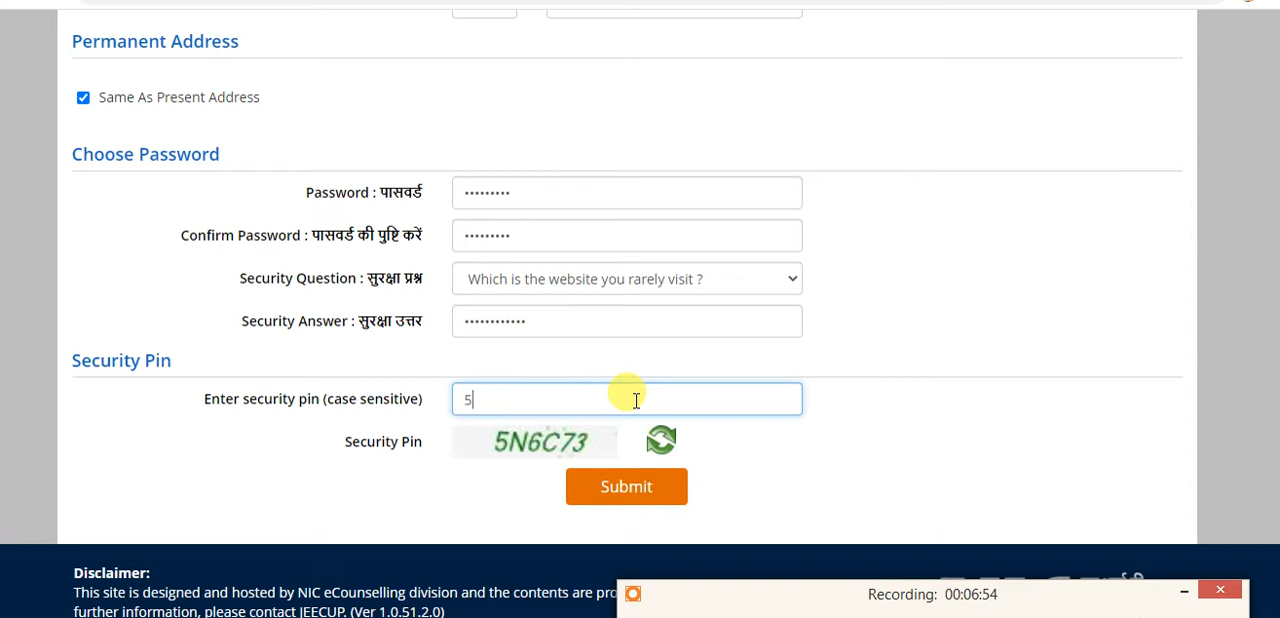 Permanent Address
Same As Present Address
Choose Password
Password : पासवर्ड •••••••••
Confirm Password : पासवर्ड की पुष्टि करें •••••••••
Security Question : सुरक्षा प्रश्न Which is the website you rarely visit ?
Security Answer : सुरक्षा उत्तर ••••••••••••
Security Pin
Enter security pin (case sensitive) 5
Security Pin 5N6C73
Submit
Disclaimer:
This site is designed and hosted by NIC eCounselling division and the contents are pro
further information, please contact JEECUP. (Ver 1.0.51.2.0)
Recording: 00:06:54